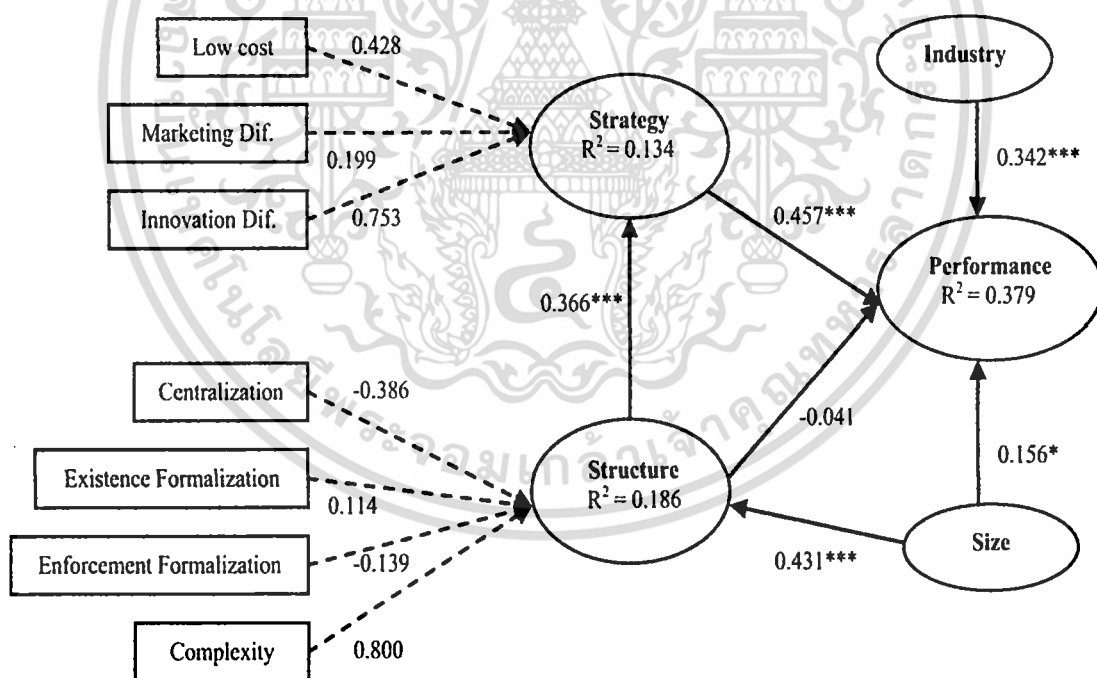 Low cost
0.428
Marketing Dif.
0.199
Innovation Dif.
0.753
Strategy
R² = 0.134
Industry
0.342***
0.457***
Performance
R² = 0.379
0.366***
Centralization
-0.386
Existence Formalization
0.114
Enforcement Formalization
-0.139
Complexity
0.800
Structure
R² = 0.186
-0.041
0.156*
Size
0.431***